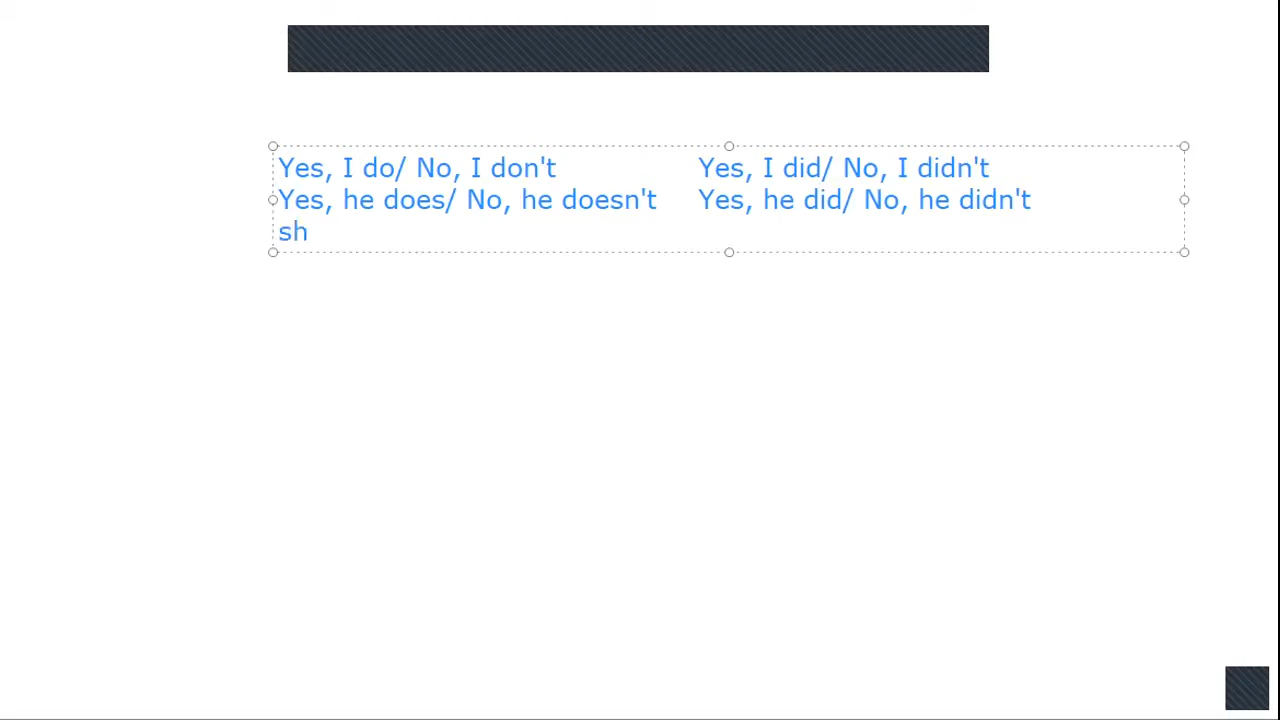 Yes, I do/ No, I don't     Yes, I did/ No, I didn't
Yes, he does/ No, he doesn't     Yes, he did/ No, he didn't
sh